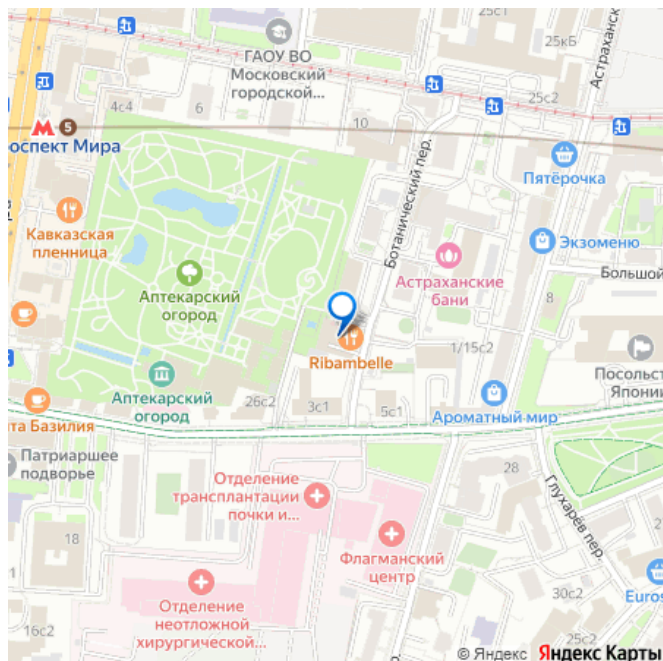 25с1
25кБ
Астраханск
ГАОУ ВО
Московский
городской...
4с4
6
10
25с2
5
роспект Мира
Пятёрочка
Ботанический пер.
Кавказская
пленница
Экзоменю
Астраханские
бани
Большой
Аптекарский
огород
8
Ribambelle
1/15с2
Посольст
Японии
Аптекарский
огород
26с2
3с1
5с1
Ароматный мир
та Базилия
Патриаршее
подворье
Отделение
трансплантации
почки и...
28
Глухарёв пер.
18
Флагманский
центр
Отделение
неотложной
хирургической...
30с2
Euros
16с2
25с2
© Яндекс Яндекс Карты